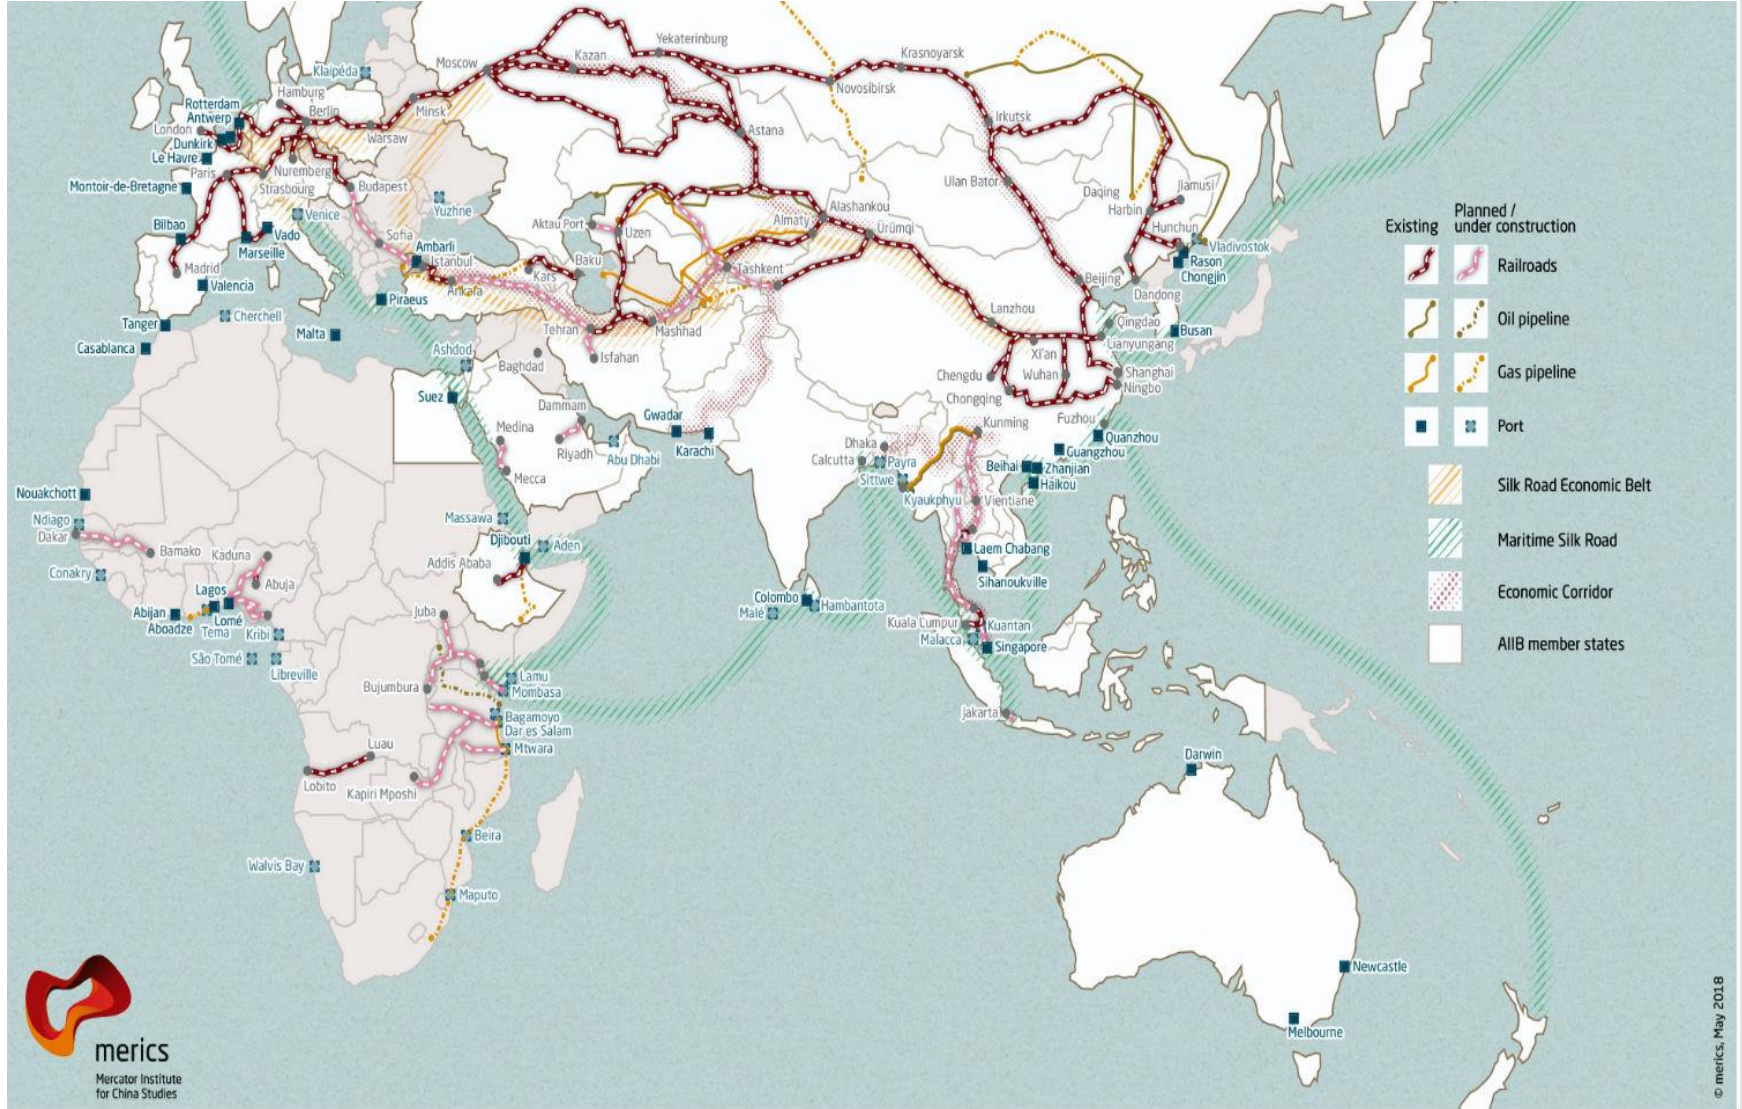 Yekaterinburg
Krasnoyarsk
Kazan
Moscow
Klaipéda
Novosibirsk
Hamburg
Rotterdam
Berlin
Minsk
Antwerp
Irkutsk
London
Astana
Warsaw
Dunkirk
Le Havre
Paris
Nuremberg
Ulan Bator
Daqing
Jiamusi
Montoir-de-Bretagne
Strasbourg
Budapest
Yuzhne
Alashankou
Harbin
Venice
Almaty
Bilbao
Aktau Port
Uzen
Ürümqi
Hunchun
Vado
Sofia
Ambarli
Vladivostok
Marseille
Istanbul
Baku
Rason
Madrid
Kars
Tashkent
Beijing
Chongjin
Valencia
Ankara
Dandong
Piraeus
Lanzhou
Cherchell
Tanger
Tehran
Mashhad
Qingdao
Busan
Malta
Lianyungang
Casablanca
Ashdod
Isfahan
Xi'an
Baghdad
Chengdu
Wuhan
Shanghai
Ningbo
Suez
Chongqing
Dammam
Gwadar
Fuzhou
Medina
Kunming
Karachi
Dhaka
Quanzhou
Riyadh
Abu Dhabi
Calcutta
Payra
Guangzhou
Mecca
Sittwe
Beihai
Zhanjian
Haikou
Nouakchott
Kyaukphyu
Vientiane
Ndiago
Massawa
Dakar
Djibouti
Aden
Laem Chabang
Bamako
Kaduna
Addis Ababa
Conakry
Abuja
Sihanoukville
Lagos
Colombo
Hambantota
Abijan
Malé
Juba
Aboadze
Lomé
Tema
Kribi
Kuala Lumpur
Kuantan
Malacca
Singapore
São Tomé
Libreville
Lamu
Bujumbura
Mombasa
Jakarta
Bagamoyo
Dar es Salam
Luau
Mtwara
Darwin
Lobito
Kapiri Mposhi
Beira
Walvis Bay
Maputo
Newcastle
Melbourne
Existing
Planned /
under construction
Railroads
Oil pipeline
Gas pipeline
Port
Silk Road Economic Belt
Maritime Silk Road
Economic Corridor
AIIB member states
merics
Mercator Institute
for China Studies
© merics, May 2018